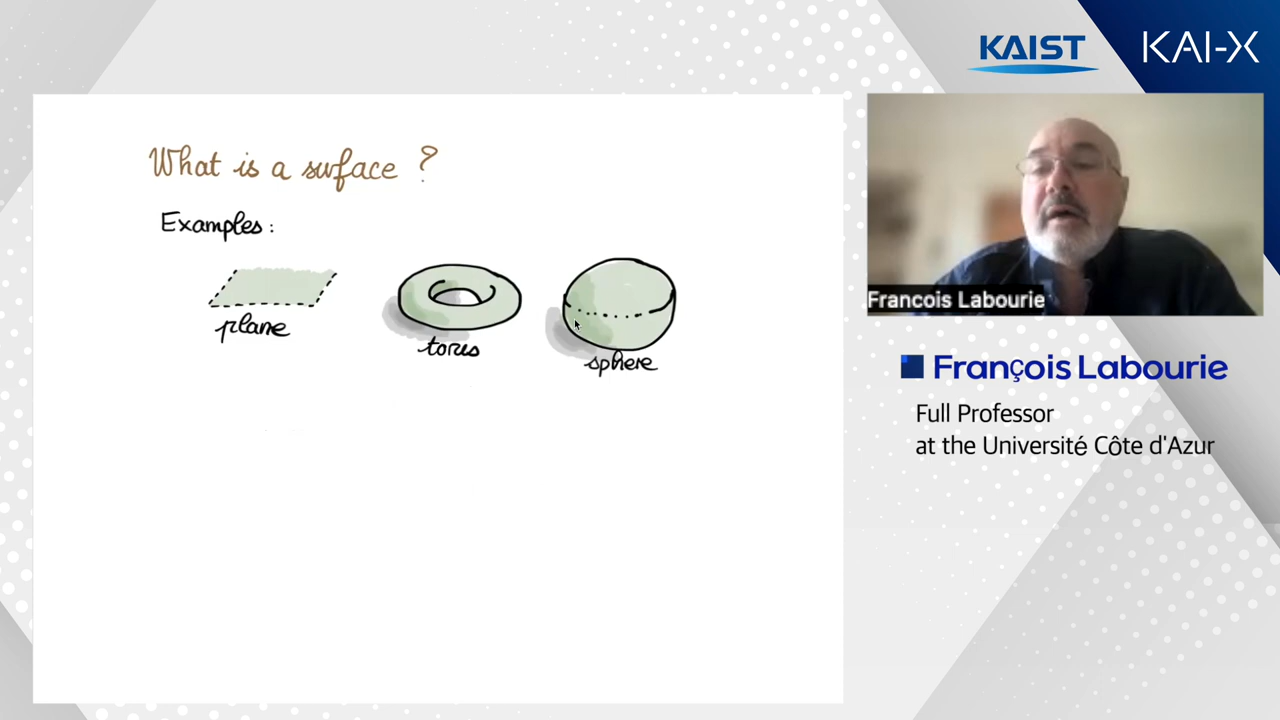 KAIST
KAI-X
What is a surface ?
Examples :
plane
torus
sphere
Francois Labourie
François Labourie
Full Professor
at the Université Côte d'Azur